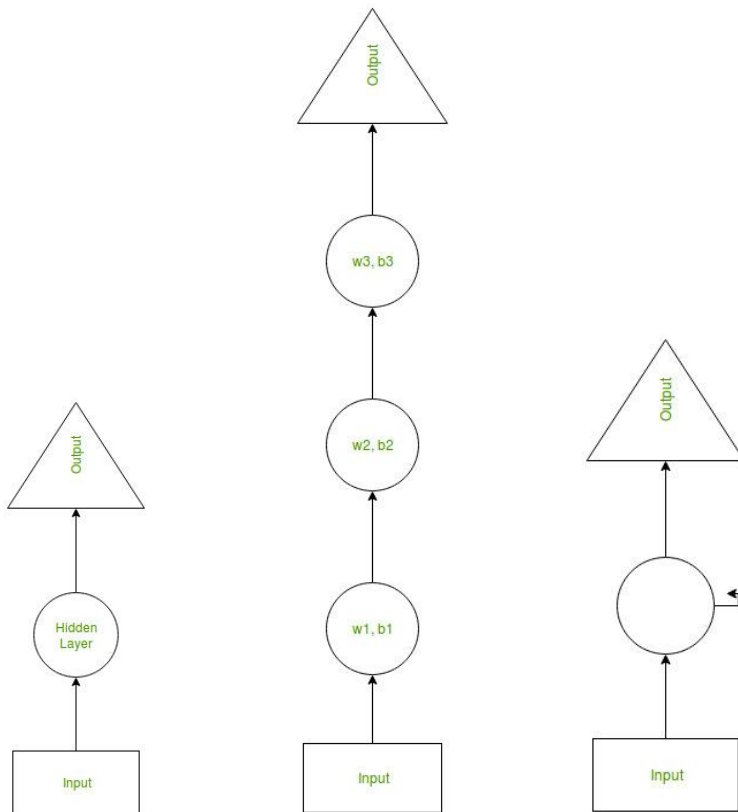 Output
Hidden
Layer
Input
Output
w3, b3
w2, b2
w1, b1
Input
Output
Input